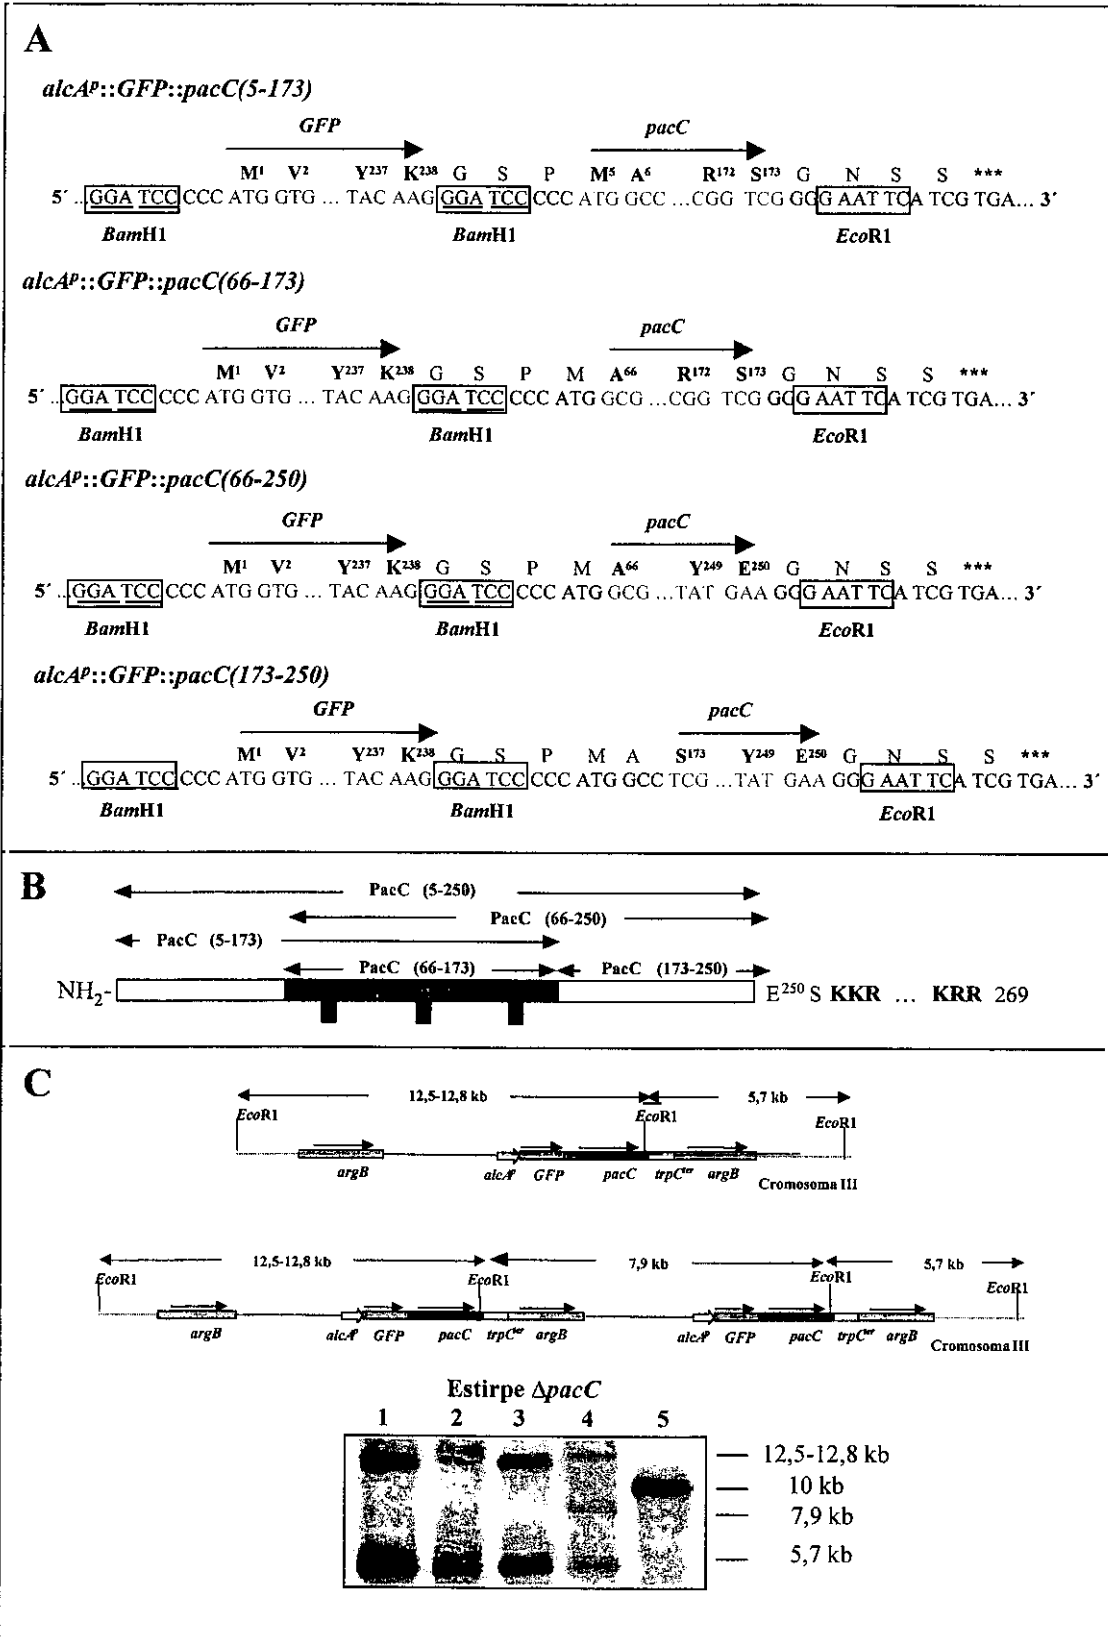 A
alcAᵖ::GFP::pacC(5-173)
GFP pacC
M¹ V² Y²³⁷ K²³⁸ G S P M⁵ A⁶ R¹⁷² S¹⁷³ G N S S ***
5´ ..GGA TCC CCC ATG GTG ... TAC AAG GGA TCC CCC ATG GCC ...CGG TCG GGG AAT TCA TCG TGA... 3´
BamH1 BamH1 EcoR1
alcAᵖ::GFP::pacC(66-173)
GFP pacC
M¹ V² Y²³⁷ K²³⁸ G S P M A⁶⁶ R¹⁷² S¹⁷³ G N S S ***
5´ ..GGA TCC CCC ATG GTG ... TAC AAG GGA TCC CCC ATG GCG ...CGG TCG GGG AAT TCA TCG TGA... 3´
BamH1 BamH1 EcoR1
alcAᵖ::GFP::pacC(66-250)
GFP pacC
M¹ V² Y²³⁷ K²³⁸ G S P M A⁶⁶ Y²⁴⁹ E²⁵⁰ G N S S ***
5´ ..GGA TCC CCC ATG GTG ... TAC AAG GGA TCC CCC ATG GCG ...TAT GAA GGG AAT TCA TCG TGA... 3´
BamH1 BamH1 EcoR1
alcAᵖ::GFP::pacC(173-250)
GFP pacC
M¹ V² Y²³⁷ K²³⁸ G S P M A S¹⁷³ Y²⁴⁹ E²⁵⁰ G N S S ***
5´ ..GGA TCC CCC ATG GTG ... TAC AAG GGA TCC CCC ATG GCC TCG ...TAT GAA GGG AAT TCA TCG TGA... 3´
BamH1 BamH1 EcoR1
B
PacC (5-250)
PacC (66-250)
PacC (5-173)
PacC (66-173) PacC (173-250)
NH₂- E²⁵⁰ S KKR ... KRR 269
C
12,5-12,8 kb 5,7 kb
EcoR1 EcoR1 EcoR1
argB alcAᵖ GFP pacC trpCᵗᵉʳ argB Cromosoma III
12,5-12,8 kb 7,9 kb 5,7 kb
EcoR1 EcoR1 EcoR1 EcoR1
argB alcAᵖ GFP pacC trpCᵗᵉʳ argB alcAᵖ GFP pacC trpCᵗᵉʳ argB Cromosoma III
Estirpe ΔpacC
1 2 3 4 5
12,5-12,8 kb
10 kb
7,9 kb
5,7 kb